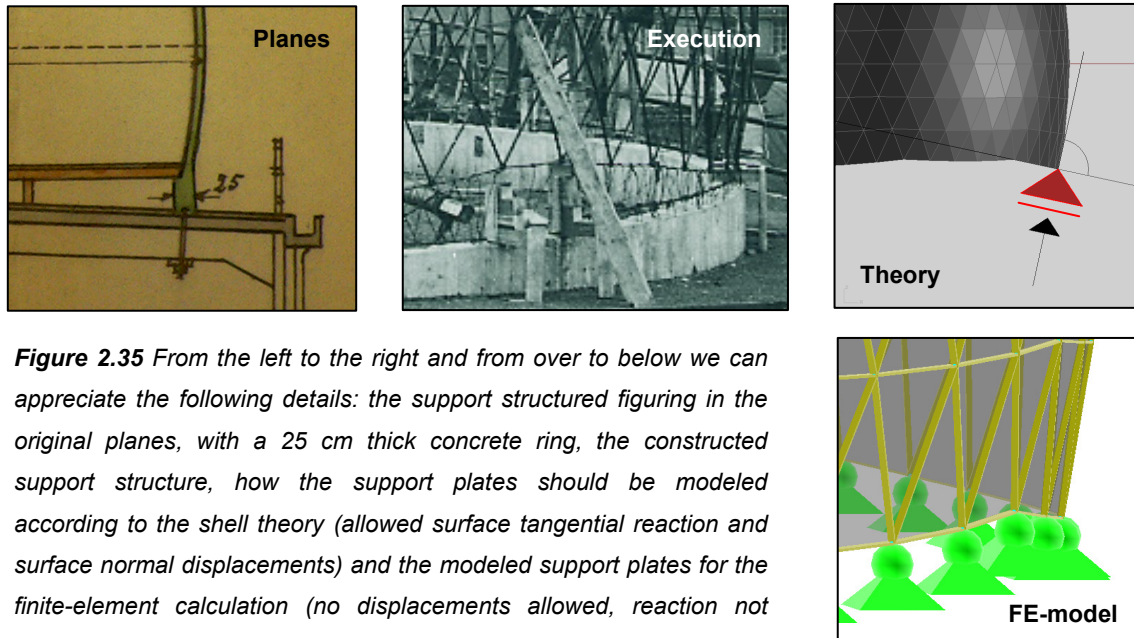 Planes
25
Execution
Theory
Figure 2.35 From the left to the right and from over to below we can
appreciate the following details: the support structured figuring in the
original planes, with a 25 cm thick concrete ring, the constructed
support structure, how the support plates should be modeled
according to the shell theory (allowed surface tangential reaction and
surface normal displacements) and the modeled support plates for the
finite-element calculation (no displacements allowed, reaction not
FE-model